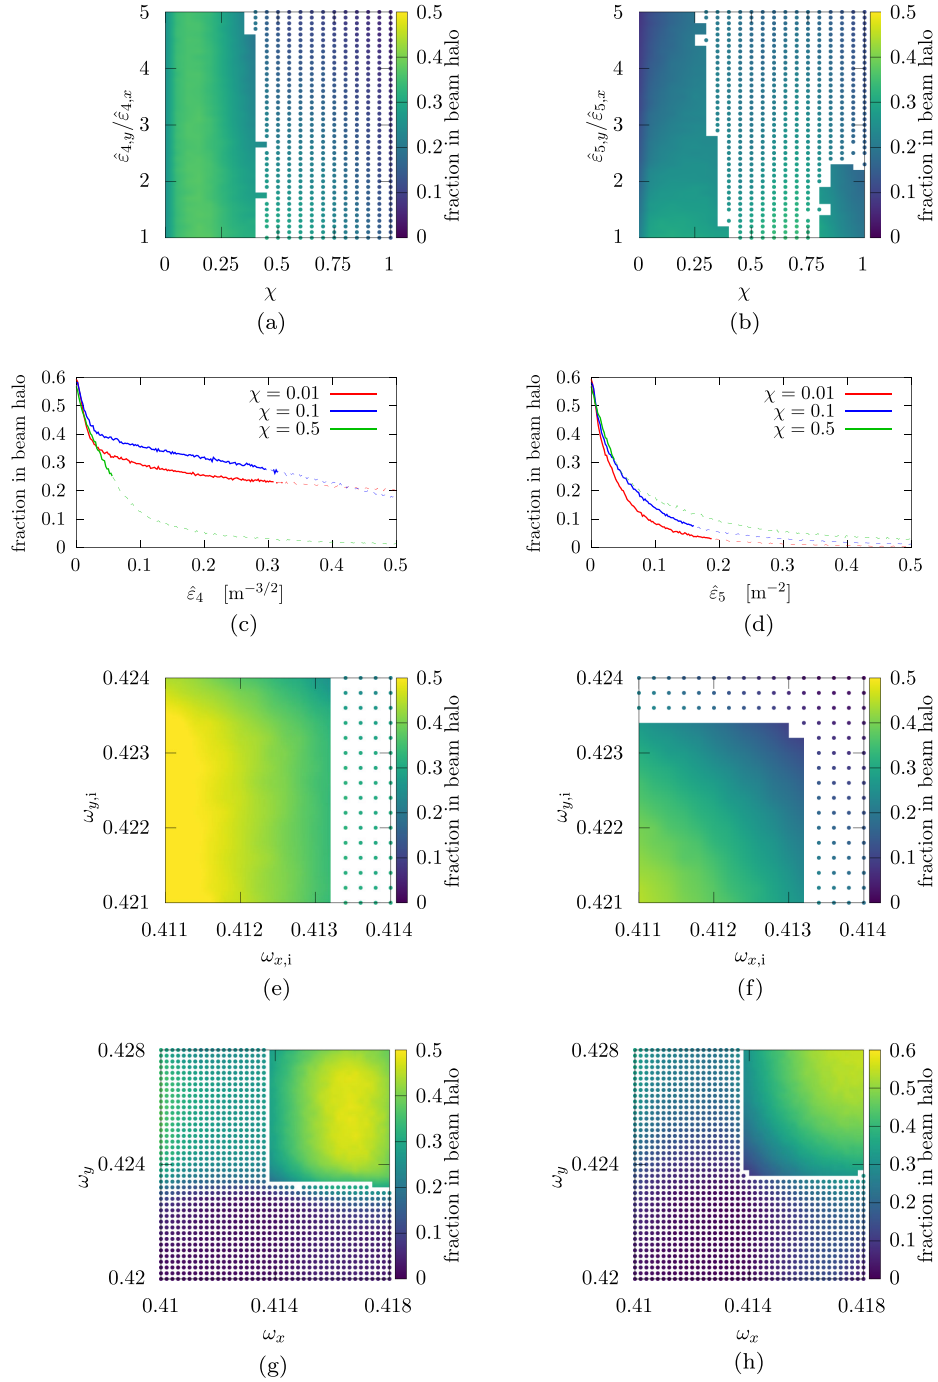 5
4
3
2
1
ε̂4,y/ε̂4,x
0 0.25 0.5 0.75 1
χ
0.5
0.4
0.3
0.2
0.1
0
fraction in beam halo
(a)
5
4
3
2
1
ε̂5,y/ε̂5,x
0 0.25 0.5 0.75 1
χ
0.5
0.4
0.3
0.2
0.1
0
fraction in beam halo
(b)
fraction in beam halo
0.6
0.5
0.4
0.3
0.2
0.1
0
χ = 0.01
χ = 0.1
χ = 0.5
0 0.1 0.2 0.3 0.4 0.5
ε̂4 [m−3/2]
(c)
fraction in beam halo
0.6
0.5
0.4
0.3
0.2
0.1
0
χ = 0.01
χ = 0.1
χ = 0.5
0 0.1 0.2 0.3 0.4 0.5
ε̂5 [m−2]
(d)
0.424
0.423
0.422
0.421
ωy,i
0.411 0.412 0.413 0.414
ωx,i
0.5
0.4
0.3
0.2
0.1
0
fraction in beam halo
(e)
0.424
0.423
0.422
0.421
ωy,i
0.411 0.412 0.413 0.414
ωx,i
0.5
0.4
0.3
0.2
0.1
0
fraction in beam halo
(f)
0.428
0.424
0.42
ωy
0.41 0.414 0.418
ωx
0.5
0.4
0.3
0.2
0.1
0
fraction in beam halo
(g)
0.428
0.424
0.42
ωy
0.41 0.414 0.418
ωx
0.6
0.5
0.4
0.3
0.2
0.1
0
fraction in beam halo
(h)